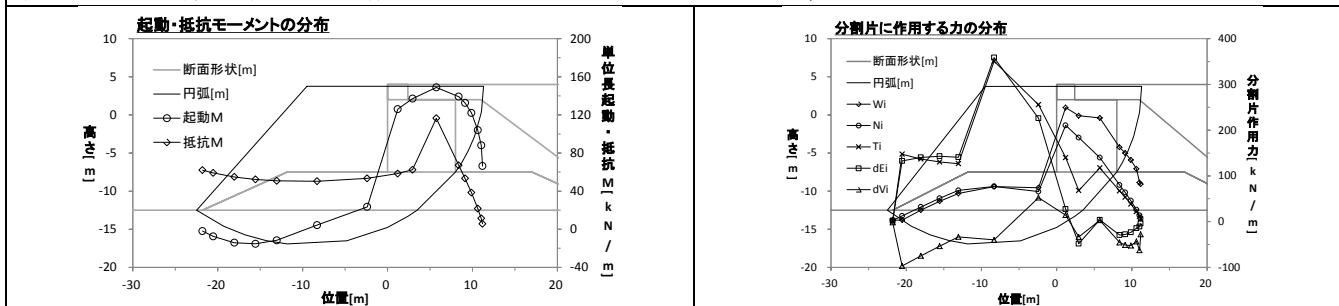 起動・抵抗モーメントの分布
断面形状[m]
円弧[m]
起動M
抵抗M
10
5
0
-5
-10
-15
-20
200
160
120
80
40
0
-40
-30
-20
-10
0
10
20
高さ[m]
単位長起動・抵抗M[kN/m]
位置[m]
分割片に作用する力の分布
断面形状[m]
円弧[m]
Wi
Ni
Ti
dEi
dVi
10
5
0
-5
-10
-15
-20
400
300
200
100
0
-100
-30
-20
-10
0
10
20
高さ[m]
分割片作用力[kN/m]
位置[m]